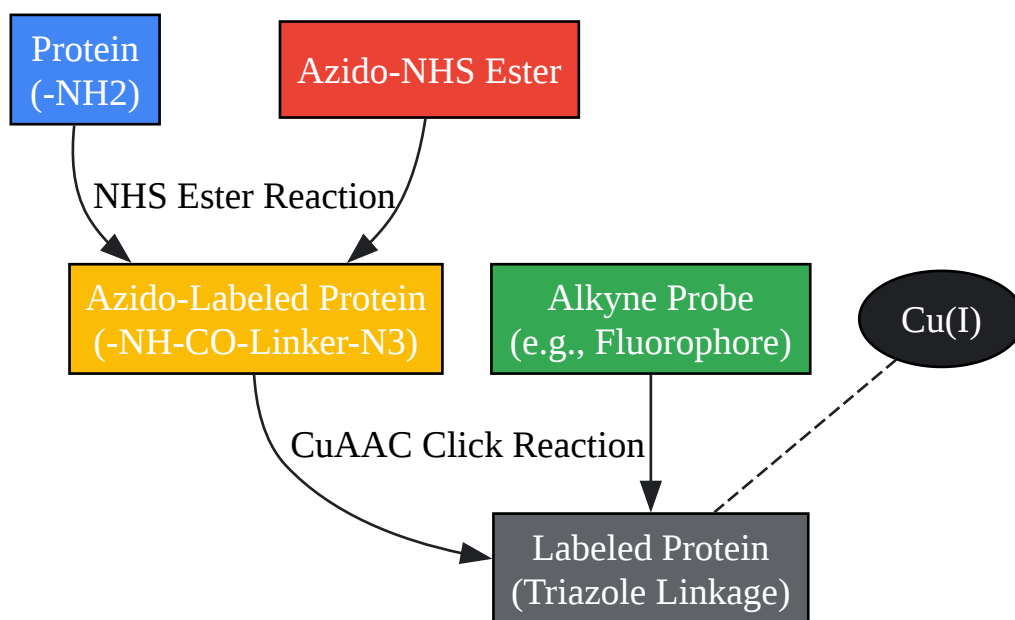 Protein
(-NH2)
Azido-NHS Ester
NHS Ester Reaction
Azido-Labeled Protein
(-NH-CO-Linker-N3)
Alkyne Probe
(e.g., Fluorophore)
Cu(I)
CuAAC Click Reaction
Labeled Protein
(Triazole Linkage)